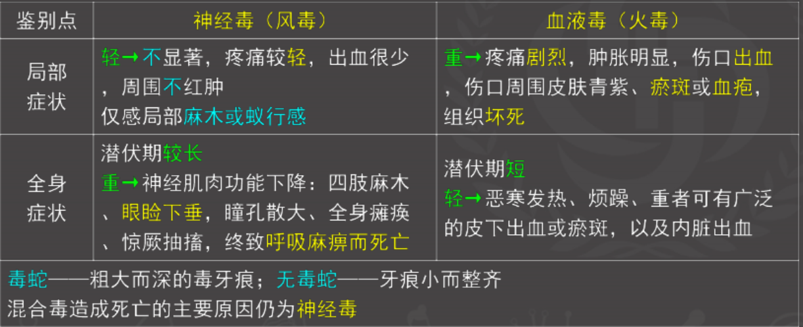 鉴别点 神经毒（风毒） 血液毒（火毒）
局部
症状
轻→不显著，疼痛较轻，出血很少
，周围不红肿
仅感局部麻木或蚁行感
重→疼痛剧烈，肿胀明显，伤口出血
，伤口周围皮肤青紫、瘀斑或血疱，
组织坏死
全身
症状
潜伏期较长
重→神经肌肉功能下降：四肢麻木
、眼睑下垂，瞳孔散大、全身瘫痪
、惊厥抽搐，终致呼吸麻痹而死亡
潜伏期短
轻→恶寒发热、烦躁、重者可有广泛
的皮下出血或瘀斑，以及内脏出血
毒蛇——粗大而深的毒牙痕；无毒蛇——牙痕小而整齐
混合毒造成死亡的主要原因仍为神经毒